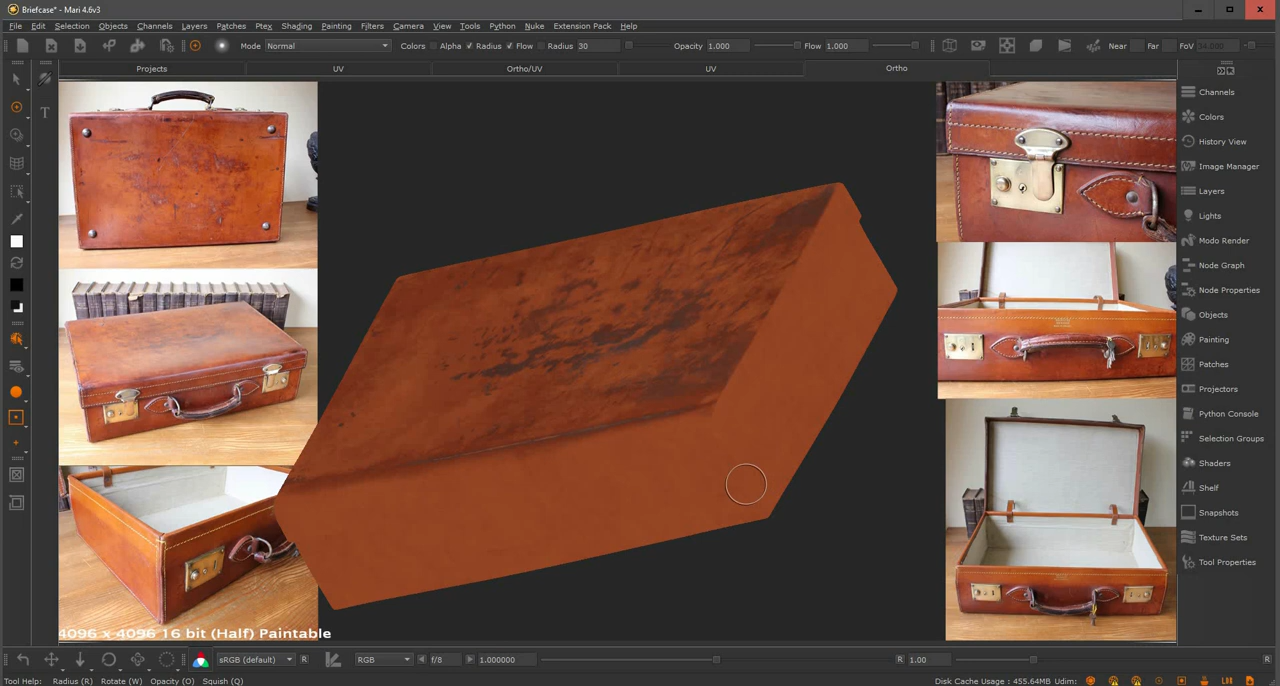 Briefcase* - Mari 4.6v3
File Edit Selection Objects Channels Layers Patches Ptex Shading Painting Filters Camera View Tools Python Nuke Extension Pack Help
Mode Normal Colors Alpha Radius Flow Radius 30 Opacity 1.000 Flow 1.000 Near Far FoV 34.000
Projects UV Ortho/UV UV Ortho
Channels
Colors
History View
Image Manager
Layers
Lights
Modo Render
Node Graph
Node Properties
Objects
Painting
Patches
Projectors
Python Console
Selection Groups
Shaders
Shelf
Snapshots
Texture Sets
Tool Properties
T
4096 x 4096 16 bit (Half) Paintable
sRGB (default) R RGB f/8 1.000000 R 1.00 R
Tool Help: Radius (R) Rotate (W) Opacity (O) Squish (Q) Disk Cache Usage : 455.64MB Udim: